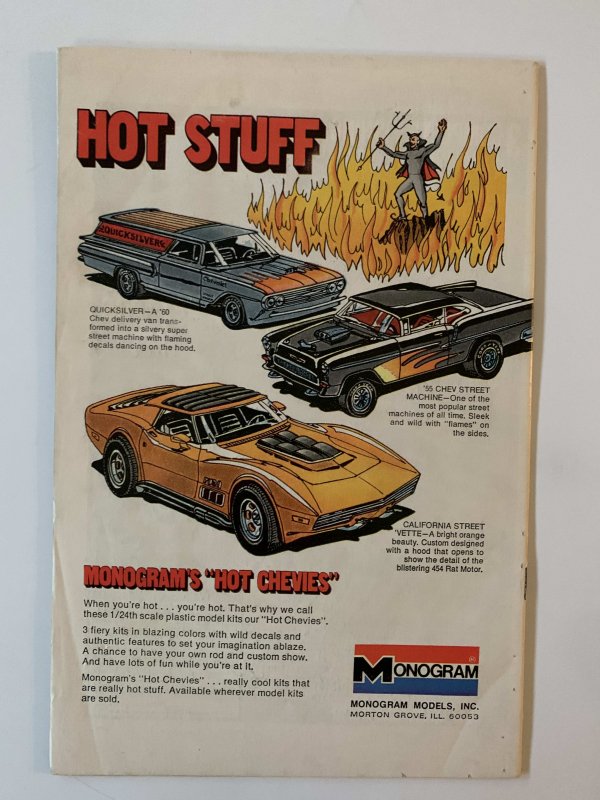 HOT STUFF
QUICKSILVER
Chevrolet
QUICKSILVER—A '60
Chev delivery van trans-
formed into a silvery super
street machine with flaming
decals dancing on the hood.
'55 CHEV STREET
MACHINE—One of the
most popular street
machines of all time. Sleek
and wild with "flames" on
the sides.
CALIFORNIA STREET
'VETTE—A bright orange
beauty. Custom designed
with a hood that opens to
show the detail of the
blistering 454 Rat Motor.
MONOGRAM'S "HOT CHEVIES"
When you're hot . . . you're hot. That's why we call
these 1/24th scale plastic model kits our "Hot Chevies".
3 fiery kits in blazing colors with wild decals and
authentic features to set your imagination ablaze.
A chance to have your own rod and custom show.
And have lots of fun while you're at it.
Monogram's "Hot Chevies" . . . really cool kits that
are really hot stuff. Available wherever model kits
are sold.
MONOGRAM®
MONOGRAM MODELS, INC.
MORTON GROVE, ILL. 60053